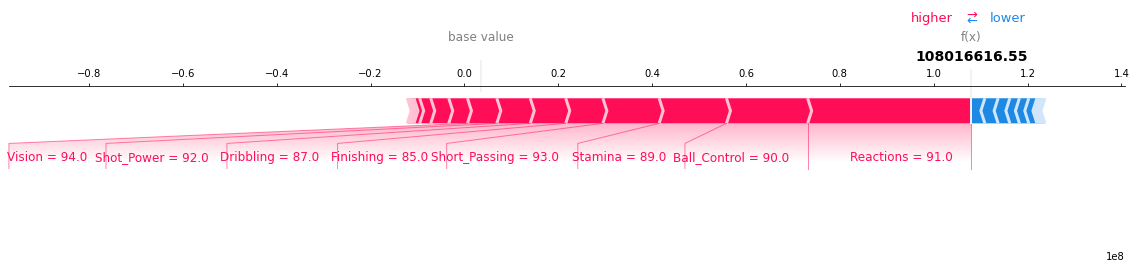 higher ⇄ lower
base value f(x)
108016616.55
−0.8 −0.6 −0.4 −0.2 0.0 0.2 0.4 0.6 0.8 1.0 1.2 1.4
Vision = 94.0 Shot_Power = 92.0 Dribbling = 87.0 Finishing = 85.0 Short_Passing = 93.0 Stamina = 89.0 Ball_Control = 90.0 Reactions = 91.0
1e8